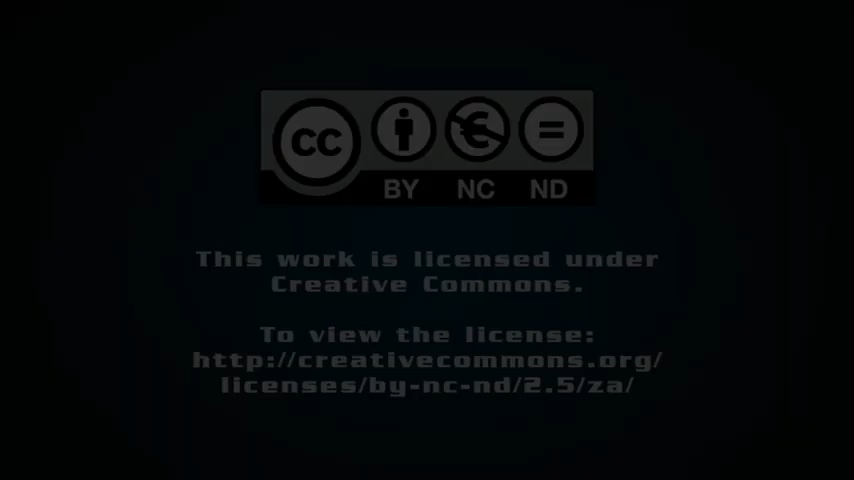 CC
BY NC ND
This work is licensed under
Creative Commons.
To view the license:
http://creativecommons.org/
licenses/by-nc-nd/2.5/za/